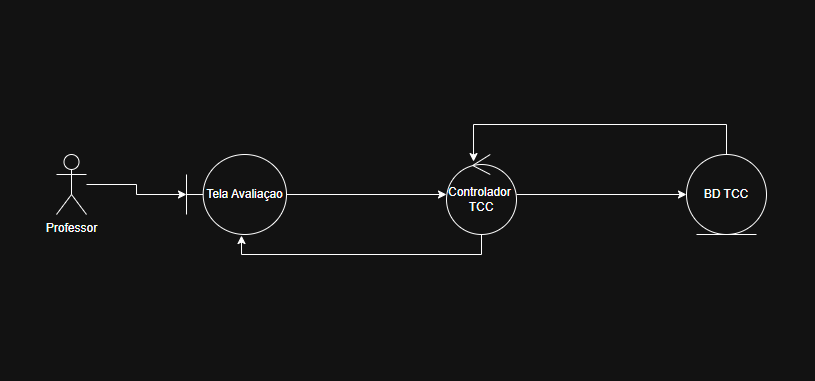 Professor
Tela Avaliaçao
Controlador
TCC
BD TCC